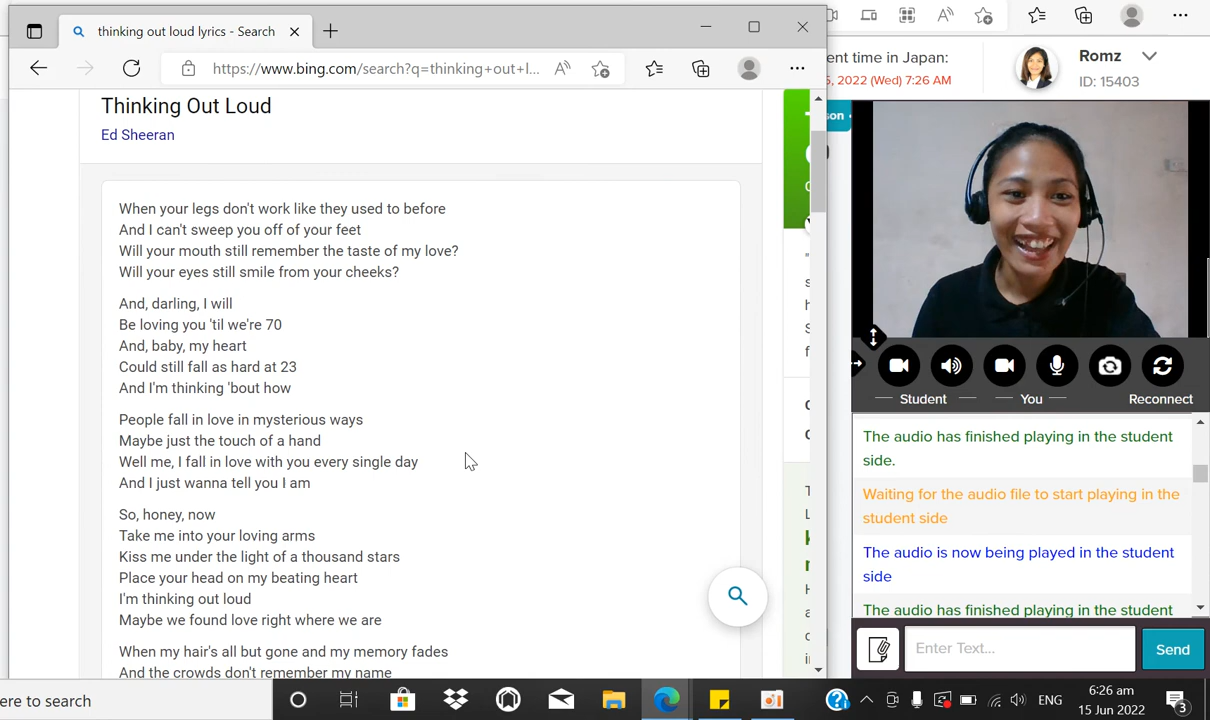 thinking out loud lyrics - Search
https://www.bing.com/search?q=thinking+out+l...
Thinking Out Loud
Ed Sheeran
When your legs don't work like they used to before
And I can't sweep you off of your feet
Will your mouth still remember the taste of my love?
Will your eyes still smile from your cheeks?
And, darling, I will
Be loving you 'til we're 70
And, baby, my heart
Could still fall as hard at 23
And I'm thinking 'bout how
People fall in love in mysterious ways
Maybe just the touch of a hand
Well me, I fall in love with you every single day
And I just wanna tell you I am
So, honey, now
Take me into your loving arms
Kiss me under the light of a thousand stars
Place your head on my beating heart
I'm thinking out loud
Maybe we found love right where we are
When my hair's all but gone and my memory fades
And the crowds don't remember my name
ent time in Japan:
5, 2022 (Wed) 7:26 AM
Romz
ID: 15403
son
Student
You
Reconnect
The audio has finished playing in the student
side.
Waiting for the audio file to start playing in the
student side
The audio is now being played in the student
side
The audio has finished playing in the student
Enter Text...
Send
ere to search
ENG
6:26 am
15 Jun 2022
3